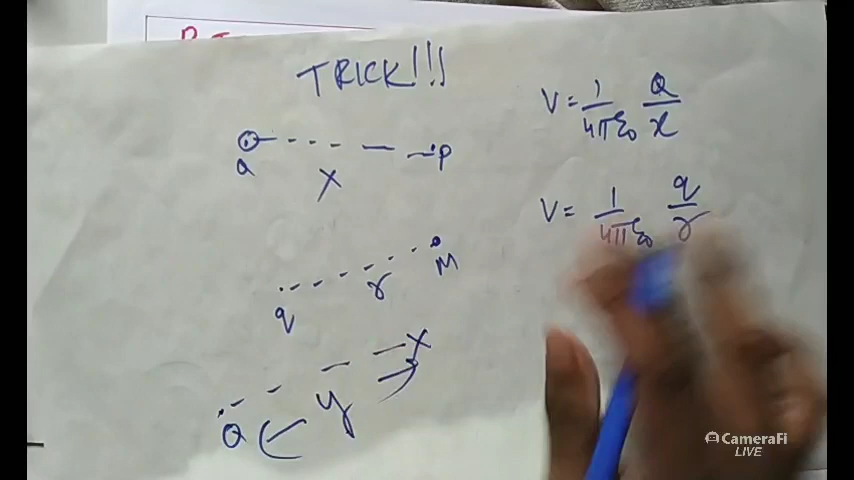 TRICK!!!
Q x P
V = 1/4πε₀ Q/x
q r M
V = 1/4πε₀ q/r
Q y X
CameraFi
LIVE